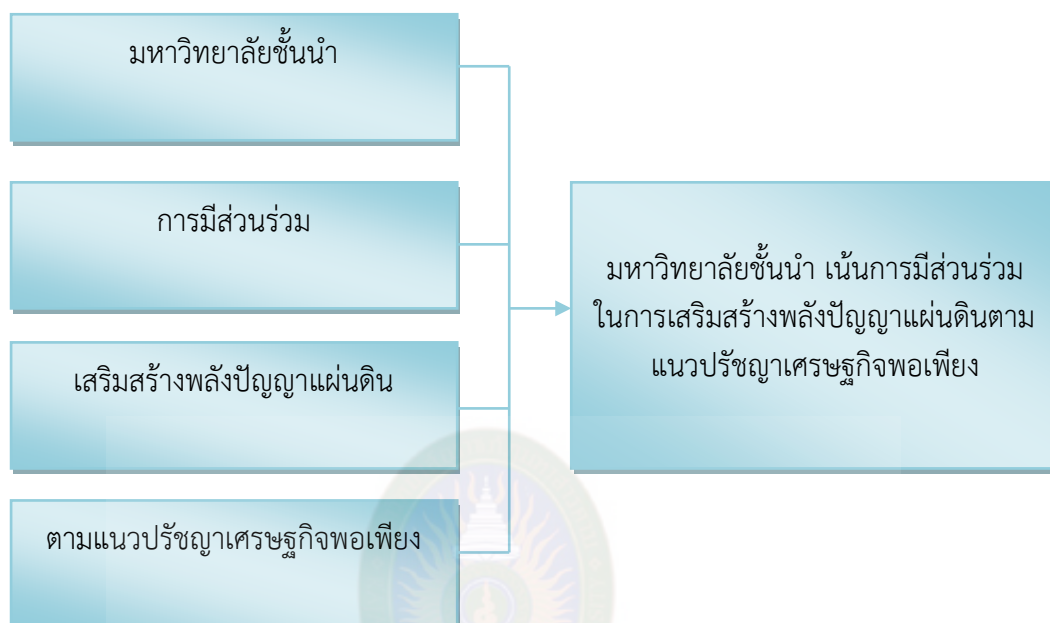 มหาวิทยาลัยชั้นนำ
การมีส่วนร่วม
เสริมสร้างพลังปัญญาแผ่นดิน
ตามแนวปรัชญาเศรษฐกิจพอเพียง
มหาวิทยาลัยชั้นนำ เน้นการมีส่วนร่วม
ในการเสริมสร้างพลังปัญญาแผ่นดินตาม
แนวปรัชญาเศรษฐกิจพอเพียง